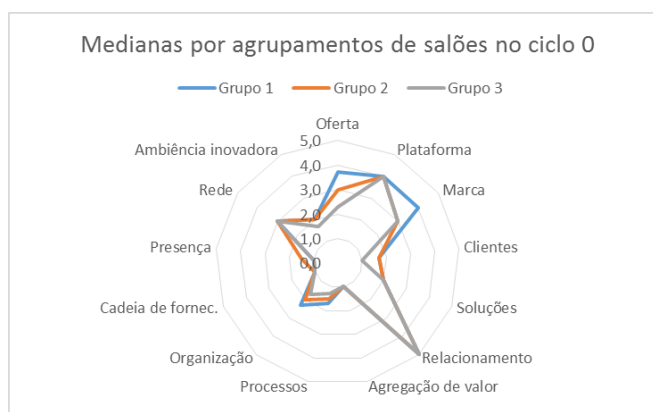 Medianas por agrupamentos de salões no ciclo 0
Grupo 1 Grupo 2 Grupo 3
Oferta
Plataforma
Marca
Clientes
Soluções
Relacionamento
Agregação de valor
Processos
Organização
Cadeia de fornec.
Presença
Rede
Ambiência inovadora
5,0
4,0
3,0
2,0
1,0
0,0